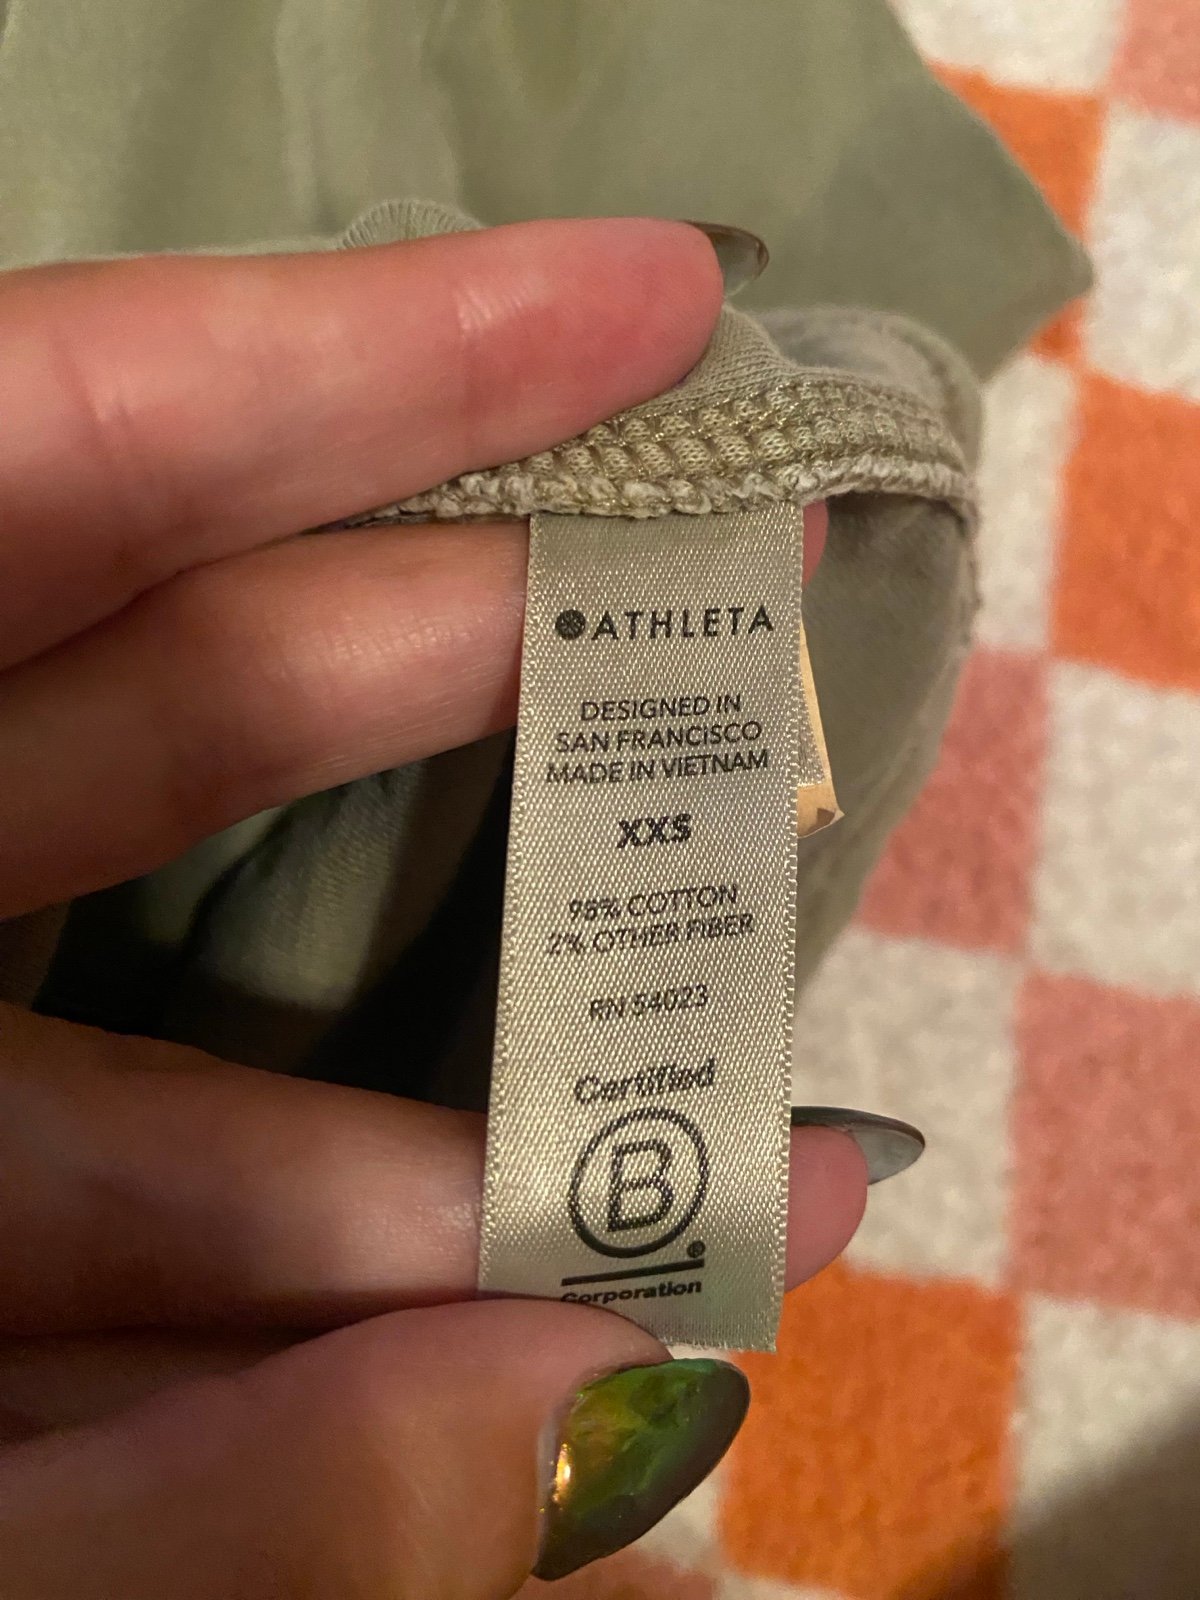 ATHLETA
DESIGNED IN
SAN FRANCISCO
MADE IN VIETNAM
XXS
98% COTTON
2% OTHER FIBER
RN 54023
Certified
B
®
Corporation